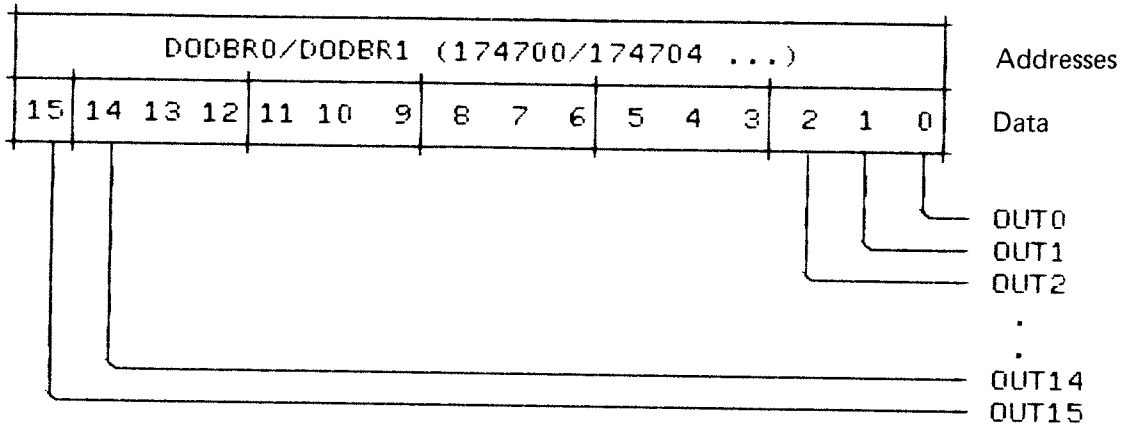 DODBR0/DODBR1 (174700/174704 ...) Addresses
15 14 13 12 11 10 9 8 7 6 5 4 3 2 1 0 Data
OUT0
OUT1
OUT2
.
.
OUT14
OUT15